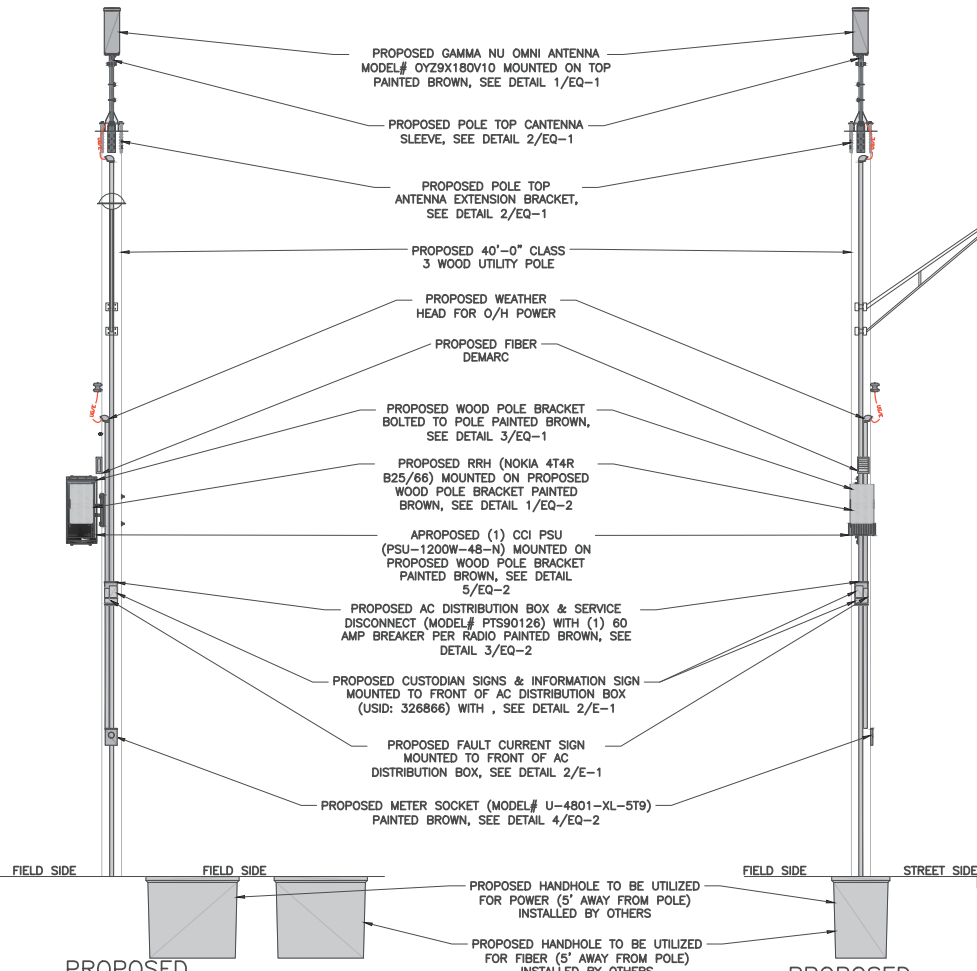 PROPOSED GAMMA NU OMNI ANTENNA
MODEL# OYZ9X180V10 MOUNTED ON TOP
PAINTED BROWN, SEE DETAIL 1/EQ-1
PROPOSED POLE TOP CANTENNA
SLEEVE, SEE DETAIL 2/EQ-1
PROPOSED POLE TOP
ANTENNA EXTENSION BRACKET,
SEE DETAIL 2/EQ-1
PROPOSED 40'-0" CLASS
3 WOOD UTILITY POLE
PROPOSED WEATHER
HEAD FOR O/H POWER
PROPOSED FIBER
DEMARC
PROPOSED WOOD POLE BRACKET
BOLTED TO POLE PAINTED BROWN,
SEE DETAIL 3/EQ-1
PROPOSED RRH (NOKIA 4T4R
B25/66) MOUNTED ON PROPOSED
WOOD POLE BRACKET PAINTED
BROWN, SEE DETAIL 1/EQ-2
APROPOSED (1) CCI PSU
(PSU-1200W-48-N) MOUNTED ON
PROPOSED WOOD POLE BRACKET
PAINTED BROWN, SEE DETAIL
5/EQ-2
PROPOSED AC DISTRIBUTION BOX & SERVICE
DISCONNECT (MODEL# PTS90126) WITH (1) 60
AMP BREAKER PER RADIO PAINTED BROWN, SEE
DETAIL 3/EQ-2
PROPOSED CUSTODIAN SIGNS & INFORMATION SIGN
MOUNTED TO FRONT OF AC DISTRIBUTION BOX
(USID: 326866) WITH , SEE DETAIL 2/E-1
PROPOSED FAULT CURRENT SIGN
MOUNTED TO FRONT OF AC
DISTRIBUTION BOX, SEE DETAIL 2/E-1
PROPOSED METER SOCKET (MODEL# U-4801-XL-5T9)
PAINTED BROWN, SEE DETAIL 4/EQ-2
FIELD SIDE
FIELD SIDE
FIELD SIDE
STREET SIDE
PROPOSED HANDHOLE TO BE UTILIZED
FOR POWER (5' AWAY FROM POLE)
INSTALLED BY OTHERS
PROPOSED HANDHOLE TO BE UTILIZED
FOR FIBER (5' AWAY FROM POLE)
INSTALLED BY OTHERS
PROPOSED
PROPOSED